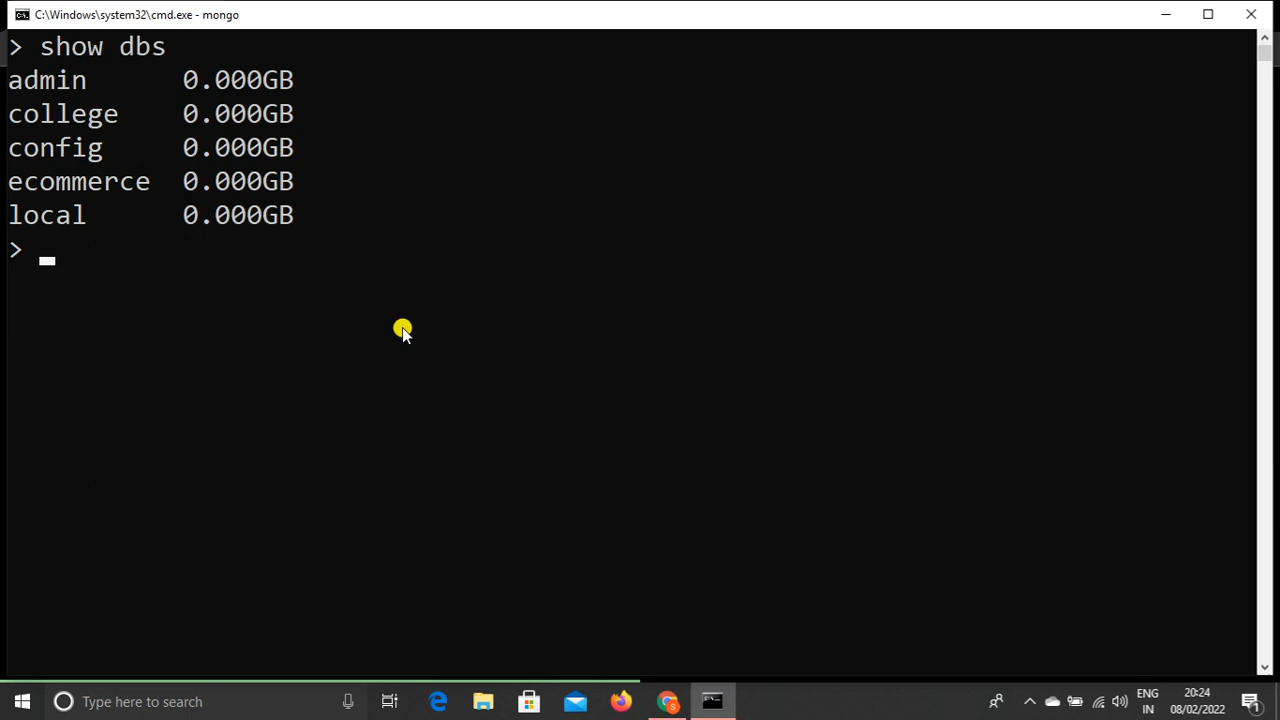 C:\Windows\system32\cmd.exe - mongo
> show dbs
admin 0.000GB
college 0.000GB
config 0.000GB
ecommerce 0.000GB
local 0.000GB
>
Type here to search
ENG
IN
20:24
08/02/2022
1